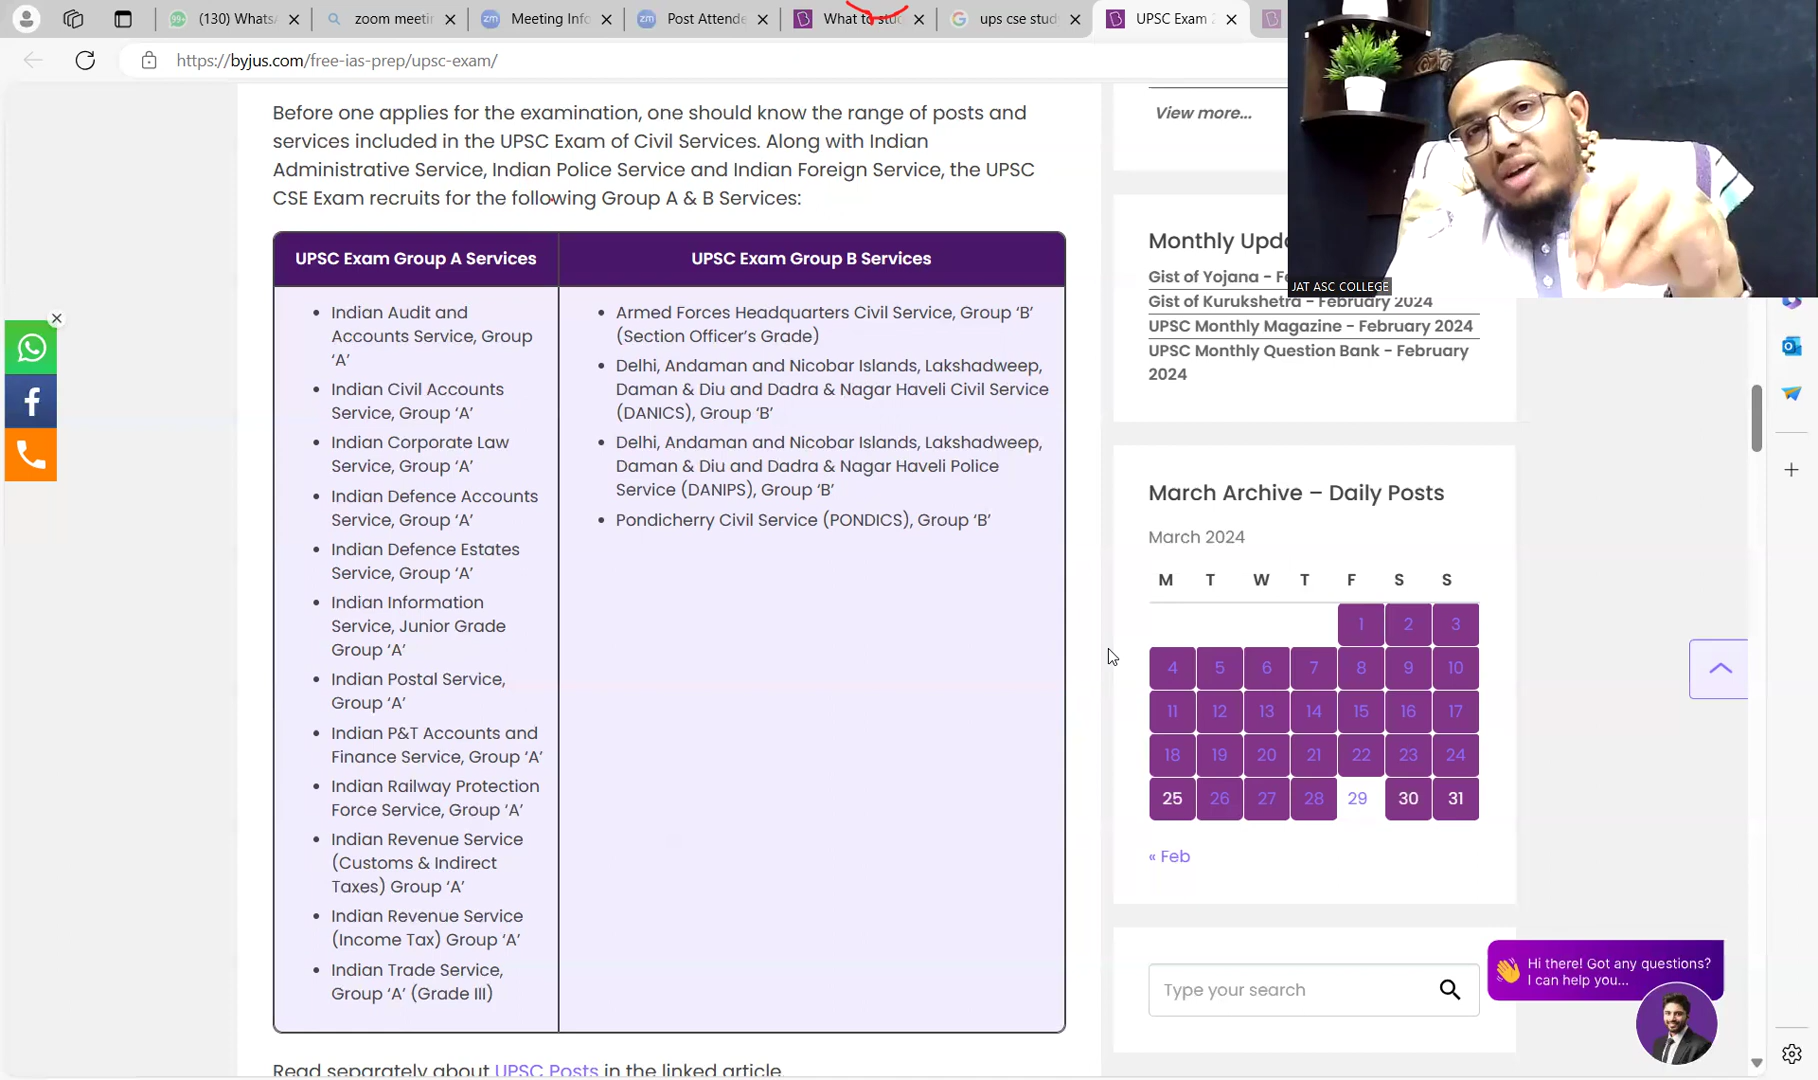 (130) Whats
zoom meeti
Meeting Info
Post Attende
What to stud
ups cse stud
UPSC Exam 2
https://byjus.com/free-ias-prep/upsc-exam/
Before one applies for the examination, one should know the range of posts and
services included in the UPSC Exam of Civil Services. Along with Indian
Administrative Service, Indian Police Service and Indian Foreign Service, the UPSC
CSE Exam recruits for the following Group A & B Services:
UPSC Exam Group A Services
Indian Audit and
Accounts Service, Group
‘A’
Indian Civil Accounts
Service, Group ‘A’
Indian Corporate Law
Service, Group ‘A’
Indian Defence Accounts
Service, Group ‘A’
Indian Defence Estates
Service, Group ‘A’
Indian Information
Service, Junior Grade
Group ‘A’
Indian Postal Service,
Group ‘A’
Indian P&T Accounts and
Finance Service, Group ‘A’
Indian Railway Protection
Force Service, Group ‘A’
Indian Revenue Service
(Customs & Indirect
Taxes) Group ‘A’
Indian Revenue Service
(Income Tax) Group ‘A’
Indian Trade Service,
Group ‘A’ (Grade III)
UPSC Exam Group B Services
Armed Forces Headquarters Civil Service, Group ‘B’
(Section Officer’s Grade)
Delhi, Andaman and Nicobar Islands, Lakshadweep,
Daman & Diu and Dadra & Nagar Haveli Civil Service
(DANICS), Group ‘B’
Delhi, Andaman and Nicobar Islands, Lakshadweep,
Daman & Diu and Dadra & Nagar Haveli Police
Service (DANIPS), Group ‘B’
Pondicherry Civil Service (PONDICS), Group ‘B’
Read separately about UPSC Posts in the linked article.
View more...
JAT ASC COLLEGE
Monthly Upd
Gist of Yojana - Fe
Gist of Kurukshetra - February 2024
UPSC Monthly Magazine - February 2024
UPSC Monthly Question Bank - February
2024
March Archive – Daily Posts
March 2024
M T W T F S S
1 2 3
4 5 6 7 8 9 10
11 12 13 14 15 16 17
18 19 20 21 22 23 24
25 26 27 28 29 30 31
« Feb
Type your search
Hi there! Got any questions?
I can help you...